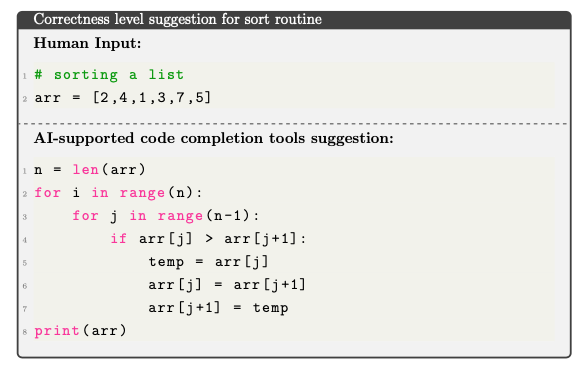 Correctness level suggestion for sort routine
Human Input:
1 # sorting a list
2 arr = [2,4,1,3,7,5]
AI-supported code completion tools suggestion:
1 n = len(arr)
2 for i in range(n):
3     for j in range(n-1):
4         if arr[j] > arr[j+1]:
5             temp = arr[j]
6             arr[j] = arr[j+1]
7             arr[j+1] = temp
8 print(arr)